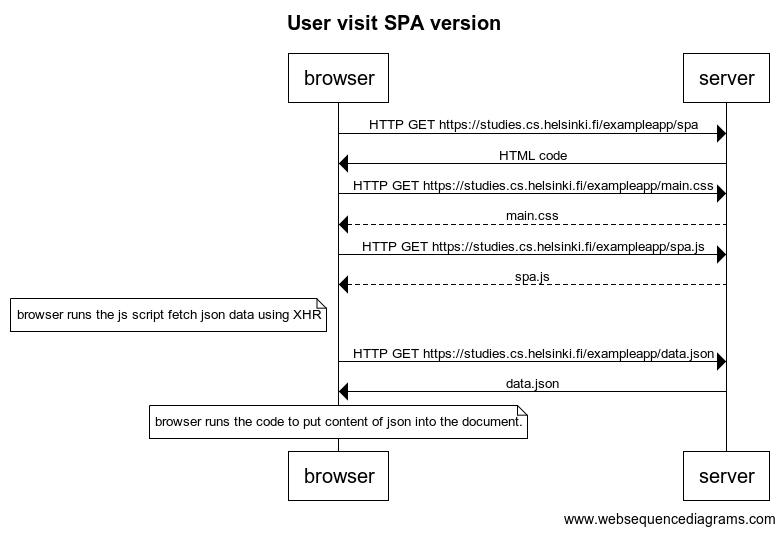 User visit SPA version
browser
server
HTTP GET https://studies.cs.helsinki.fi/exampleapp/spa
HTML code
HTTP GET https://studies.cs.helsinki.fi/exampleapp/main.css
main.css
HTTP GET https://studies.cs.helsinki.fi/exampleapp/spa.js
spa.js
browser runs the js script fetch json data using XHR
HTTP GET https://studies.cs.helsinki.fi/exampleapp/data.json
data.json
browser runs the code to put content of json into the document.
browser
server
www.websequencediagrams.com